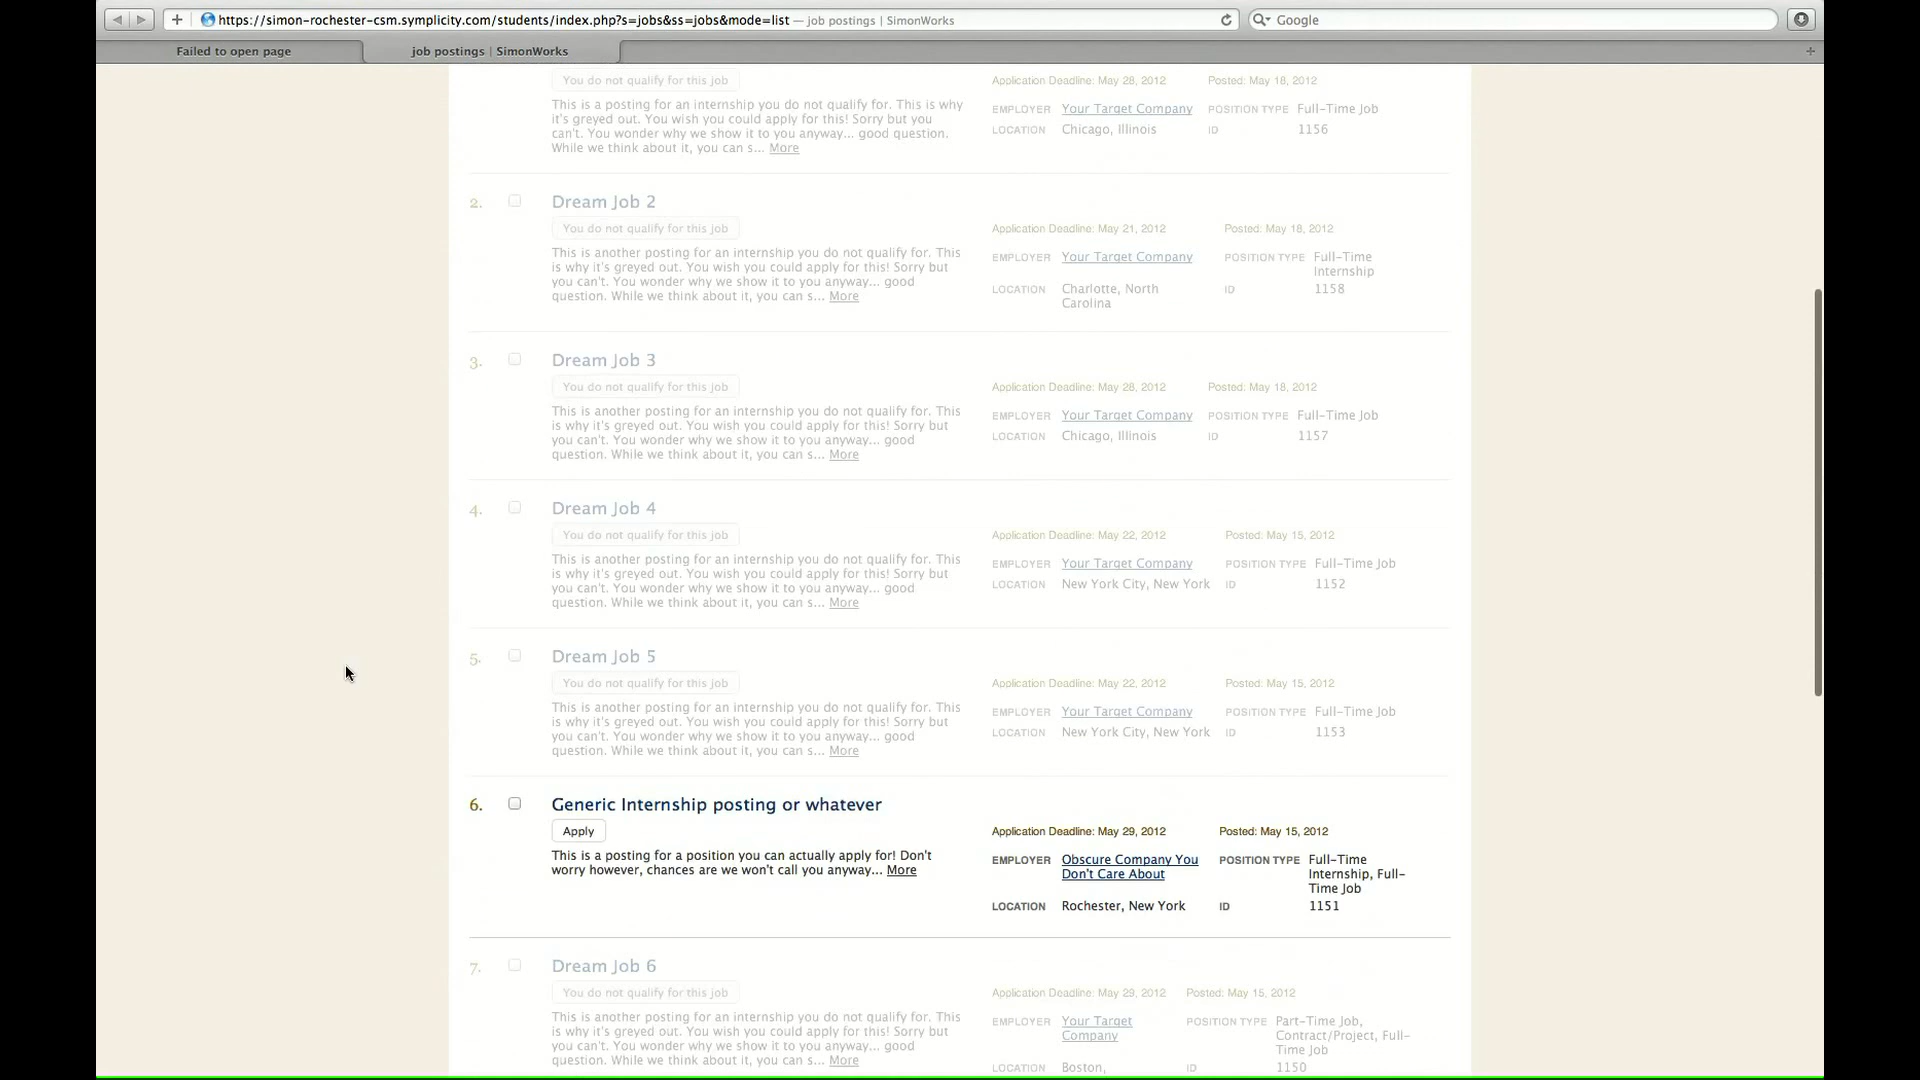 https://simon-rochester-csm.symplicity.com/students/index.php?s=jobs&ss=jobs&mode=list — job postings | SimonWorks
Google
Failed to open page
job postings | SimonWorks
You do not qualify for this job
Application Deadline: May 28, 2012 Posted: May 18, 2012
This is a posting for an internship you do not qualify for. This is why
it's greyed out. You wish you could apply for this! Sorry but you
can't. You wonder why we show it to you anyway... good question.
While we think about it, you can s... More
EMPLOYER Your Target Company POSITION TYPE Full-Time Job
LOCATION Chicago, Illinois ID 1156
2. Dream Job 2
You do not qualify for this job
Application Deadline: May 21, 2012 Posted: May 18, 2012
This is another posting for an internship you do not qualify for. This
is why it's greyed out. You wish you could apply for this! Sorry but
you can't. You wonder why we show it to you anyway... good
question. While we think about it, you can s... More
EMPLOYER Your Target Company POSITION TYPE Full-Time
Internship
LOCATION Charlotte, North ID 1158
Carolina
3. Dream Job 3
You do not qualify for this job
Application Deadline: May 28, 2012 Posted: May 18, 2012
This is another posting for an internship you do not qualify for. This
is why it's greyed out. You wish you could apply for this! Sorry but
you can't. You wonder why we show it to you anyway... good
question. While we think about it, you can s... More
EMPLOYER Your Target Company POSITION TYPE Full-Time Job
LOCATION Chicago, Illinois ID 1157
4. Dream Job 4
You do not qualify for this job
Application Deadline: May 22, 2012 Posted: May 15, 2012
This is another posting for an internship you do not qualify for. This
is why it's greyed out. You wish you could apply for this! Sorry but
you can't. You wonder why we show it to you anyway... good
question. While we think about it, you can s... More
EMPLOYER Your Target Company POSITION TYPE Full-Time Job
LOCATION New York City, New York ID 1152
5. Dream Job 5
You do not qualify for this job
Application Deadline: May 22, 2012 Posted: May 15, 2012
This is another posting for an internship you do not qualify for. This
is why it's greyed out. You wish you could apply for this! Sorry but
you can't. You wonder why we show it to you anyway... good
question. While we think about it, you can s... More
EMPLOYER Your Target Company POSITION TYPE Full-Time Job
LOCATION New York City, New York ID 1153
6. Generic Internship posting or whatever
Apply
Application Deadline: May 29, 2012 Posted: May 15, 2012
This is a posting for a position you can actually apply for! Don't
worry however, chances are we won't call you anyway... More
EMPLOYER Obscure Company You POSITION TYPE Full-Time
Don't Care About Internship, Full-
Time Job
LOCATION Rochester, New York ID 1151
7. Dream Job 6
You do not qualify for this job
Application Deadline: May 29, 2012 Posted: May 15, 2012
This is another posting for an internship you do not qualify for. This
is why it's greyed out. You wish you could apply for this! Sorry but
you can't. You wonder why we show it to you anyway... good
question. While we think about it, you can s... More
EMPLOYER Your Target POSITION TYPE Part-Time Job,
Company Contract/Project, Full-
Time Job
LOCATION Boston, ID 1150